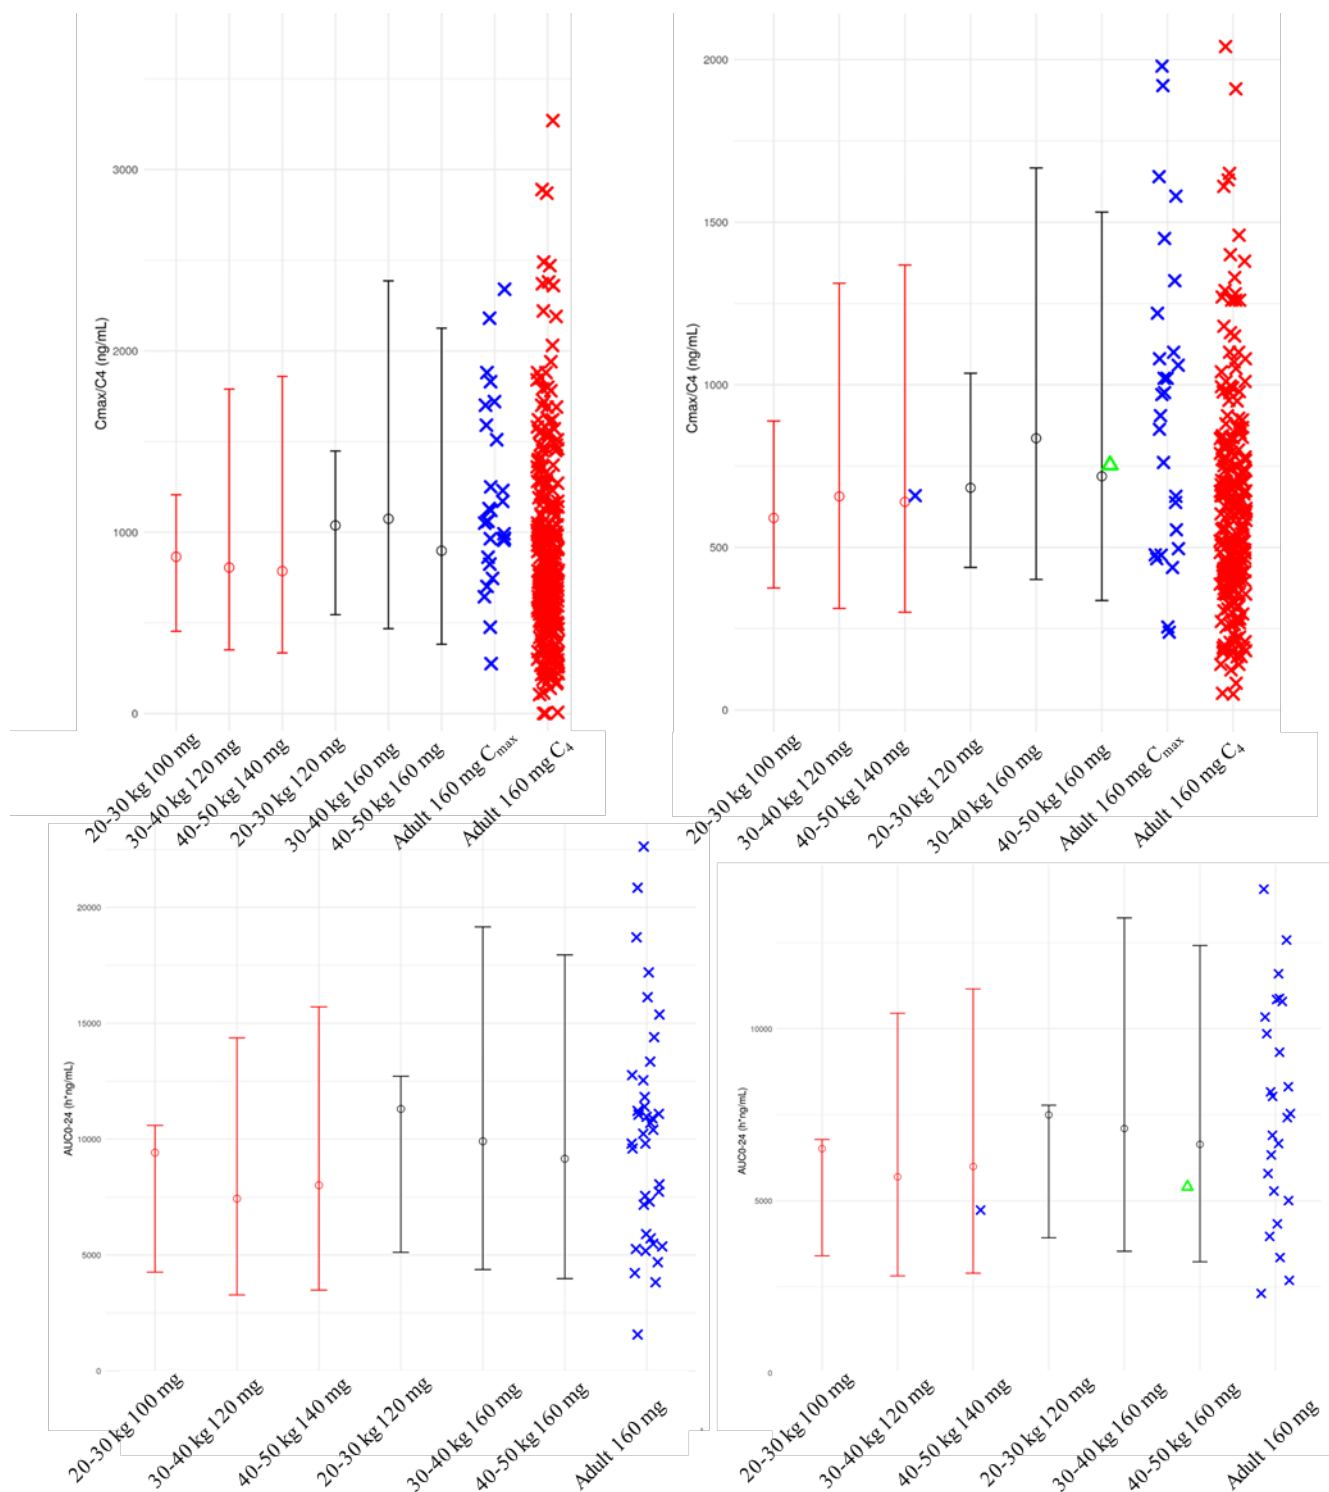 Cmax/C4 (ng/mL)
3000
2000
1000
0
20-30 kg 100 mg
30-40 kg 120 mg
40-50 kg 140 mg
20-30 kg 120 mg
30-40 kg 160 mg
40-50 kg 160 mg
Adult 160 mg Cmax
Adult 160 mg C4
Cmax/C4 (ng/mL)
2000
1500
1000
500
0
20-30 kg 100 mg
30-40 kg 120 mg
40-50 kg 140 mg
20-30 kg 120 mg
30-40 kg 160 mg
40-50 kg 160 mg
Adult 160 mg Cmax
Adult 160 mg C4
AUC0-24 (h*ng/mL)
20000
15000
10000
5000
0
20-30 kg 100 mg
30-40 kg 120 mg
40-50 kg 140 mg
20-30 kg 120 mg
30-40 kg 160 mg
40-50 kg 160 mg
Adult 160 mg
AUC0-24 (h*ng/mL)
10000
5000
0
20-30 kg 100 mg
30-40 kg 120 mg
40-50 kg 140 mg
20-30 kg 120 mg
30-40 kg 160 mg
40-50 kg 160 mg
Adult 160 mg